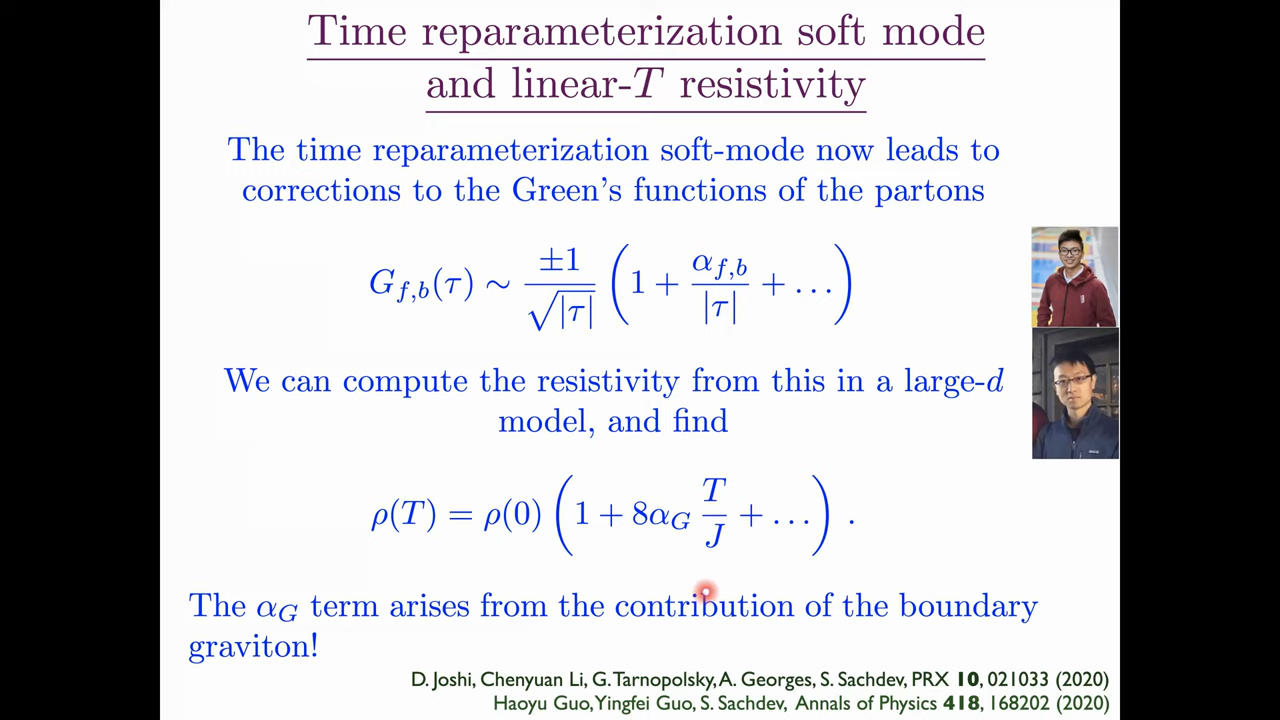 Time reparameterization soft mode
and linear-T resistivity
The time reparameterization soft-mode now leads to
corrections to the Green's functions of the partons
G_{f,b}(τ) ∼ ±1/√|τ| (1 + α_{f,b}/|τ| + …)
We can compute the resistivity from this in a large-d
model, and find
ρ(T) = ρ(0) (1 + 8α_G T/J + …) .
The α_G term arises from the contribution of the boundary
graviton!
D. Joshi, Chenyuan Li, G. Tarnopolsky, A. Georges, S. Sachdev, PRX 10, 021033 (2020)
Haoyu Guo, Yingfei Guo, S. Sachdev, Annals of Physics 418, 168202 (2020)